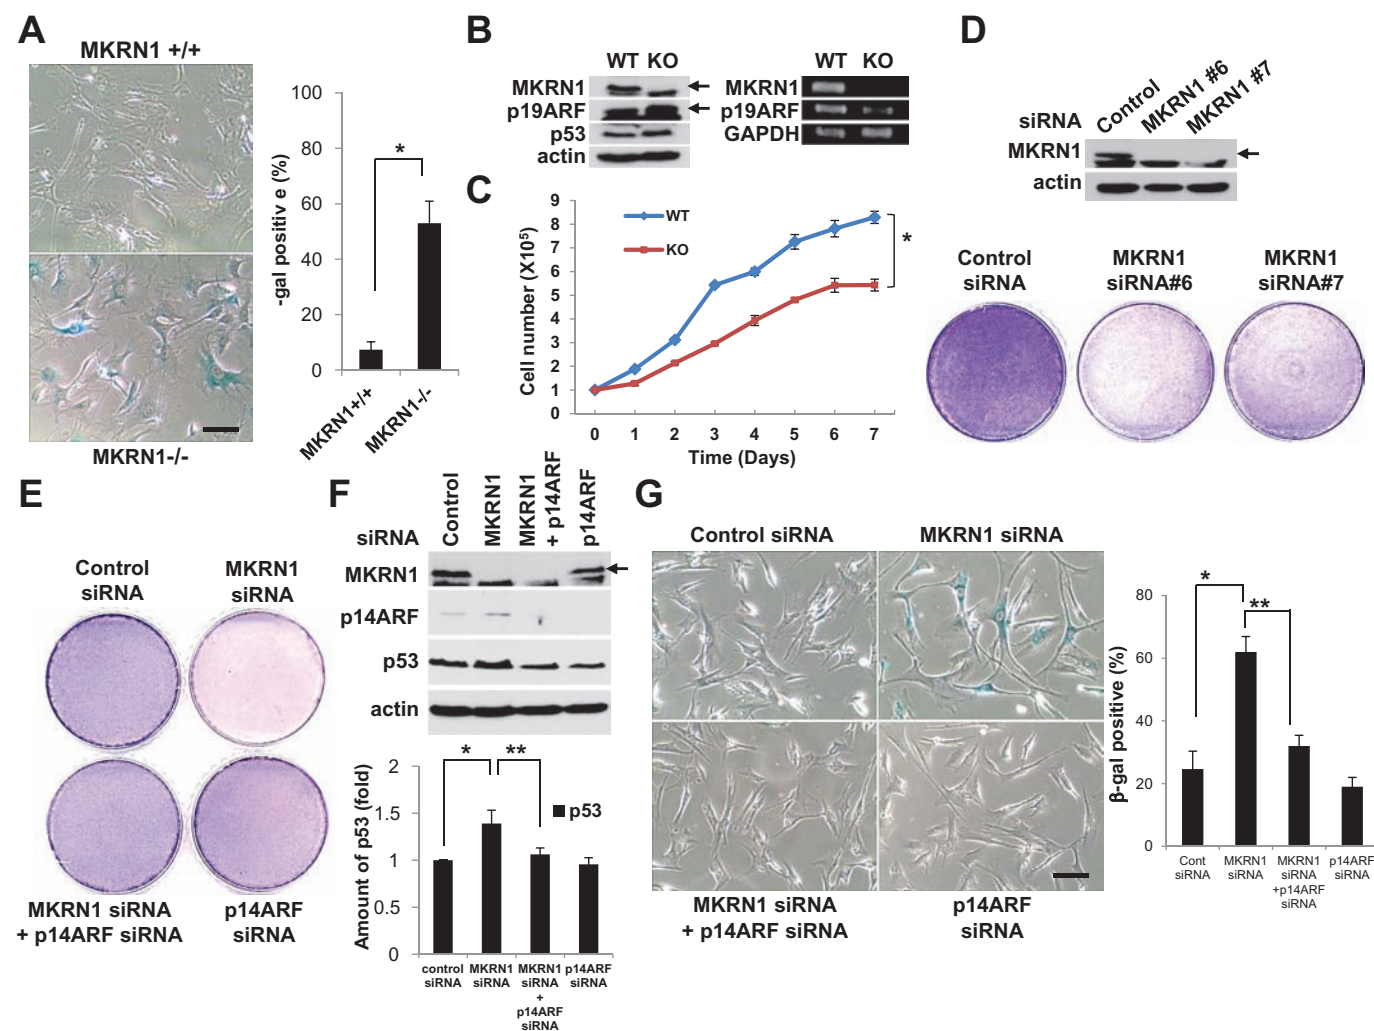 A
MKRN1 +/+
MKRN1-/-
-gal positiv e (%)
100
80
60
40
20
0
*
MKRN1+/+
MKRN1-/-
B
WT KO
MKRN1
p19ARF
p53
actin
WT KO
MKRN1
p19ARF
GAPDH
C
Cell number (X10⁵)
9
8
7
6
5
4
3
2
1
0
WT
KO
*
0 1 2 3 4 5 6 7
Time (Days)
D
siRNA
Control
MKRN1 #6
MKRN1 #7
MKRN1
actin
Control
siRNA
MKRN1
siRNA#6
MKRN1
siRNA#7
E
Control
siRNA
MKRN1
siRNA
MKRN1 siRNA
+ p14ARF siRNA
p14ARF
siRNA
F
siRNA
Control
MKRN1
MKRN1
+ p14ARF
p14ARF
MKRN1
p14ARF
p53
actin
Amount of p53 (fold)
2
1.5
1
0.5
0
* **
p53
control
siRNA
MKRN1
siRNA
MKRN1
siRNA
+
p14ARF
siRNA
p14ARF
siRNA
G
Control siRNA
MKRN1 siRNA
MKRN1 siRNA
+ p14ARF siRNA
p14ARF
siRNA
β-gal positive (%)
80
60
40
20
0
*
**
Cont
siRNA
MKRN1
siRNA
MKRN1
siRNA
+p14ARF
siRNA
p14ARF
siRNA